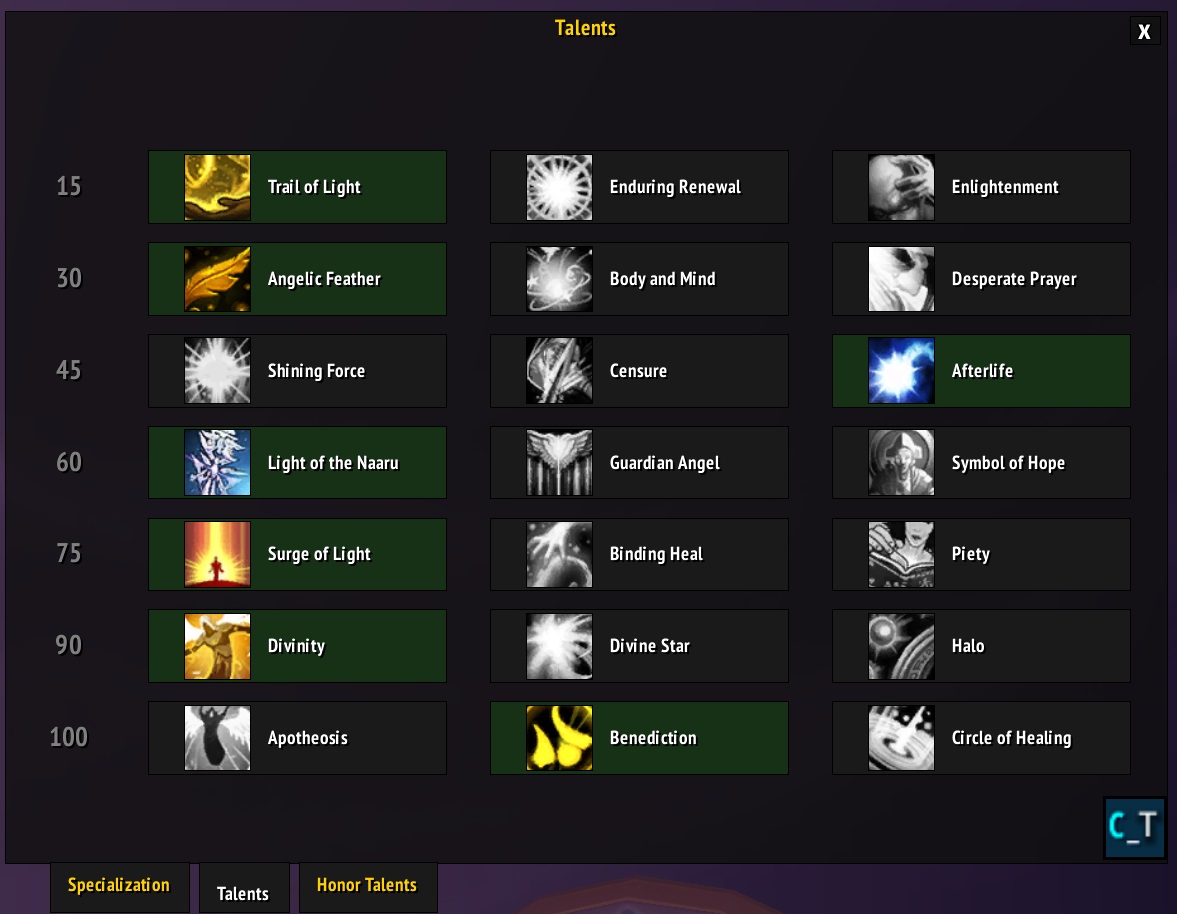 Talents
X
15 Trail of Light Enduring Renewal Enlightenment
30 Angelic Feather Body and Mind Desperate Prayer
45 Shining Force Censure Afterlife
60 Light of the Naaru Guardian Angel Symbol of Hope
75 Surge of Light Binding Heal Piety
90 Divinity Divine Star Halo
100 Apotheosis Benediction Circle of Healing
C_T
Specialization Talents Honor Talents